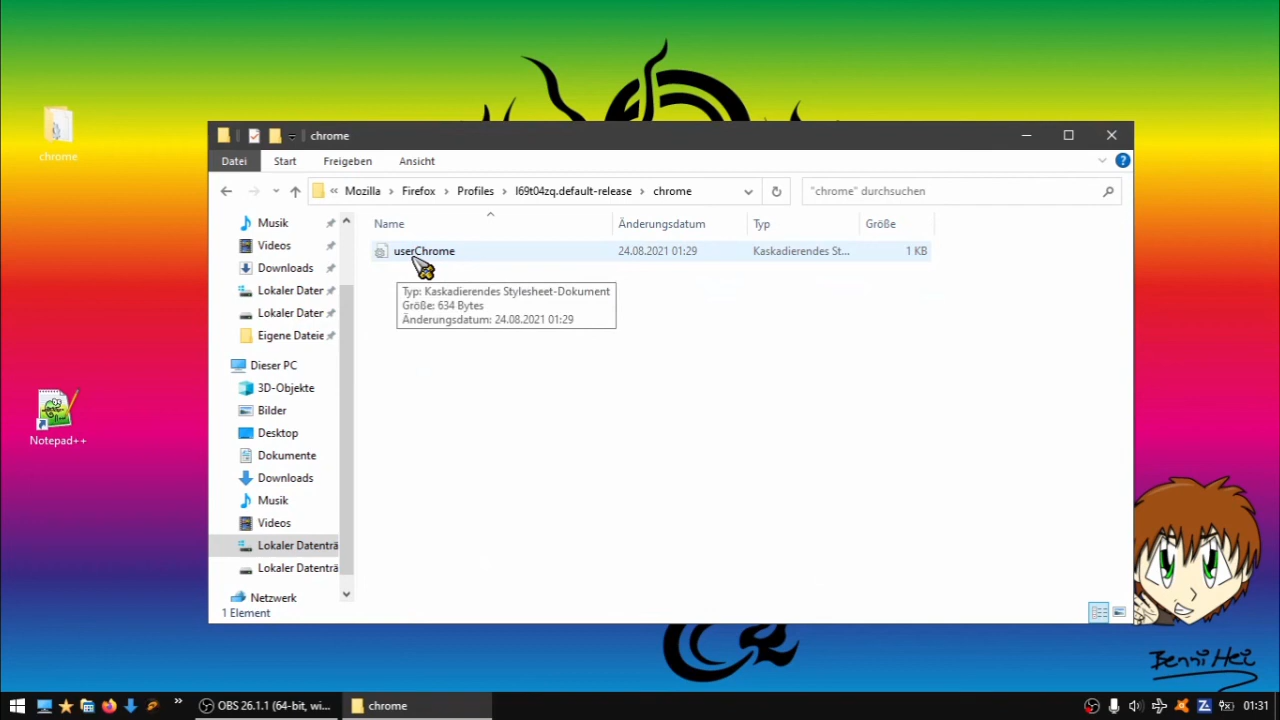 chrome
Notepad++
chrome
Datei Start Freigeben Ansicht
« Mozilla Firefox Profiles
chrome
"chrome" durchsuchen
Name Änderungsdatum Typ Größe
userChrome 24.08.2021 01:29 Kaskadierendes St... 1 KB
Typ: Kaskadierendes Stylesheet-Dokument
Größe: 634 Bytes
Änderungsdatum: 24.08.2021 01:29
Musik
Videos
Downloads
Lokaler Dater
Lokaler Dater
Eigene Dateie
Dieser PC
3D-Objekte
Bilder
Desktop
Dokumente
Downloads
Musik
Videos
Lokaler Datenträ
Lokaler Datenträ
Netzwerk
1 Element
Benni Hei
OBS 26.1.1 (64-bit, wi...
chrome
01:31